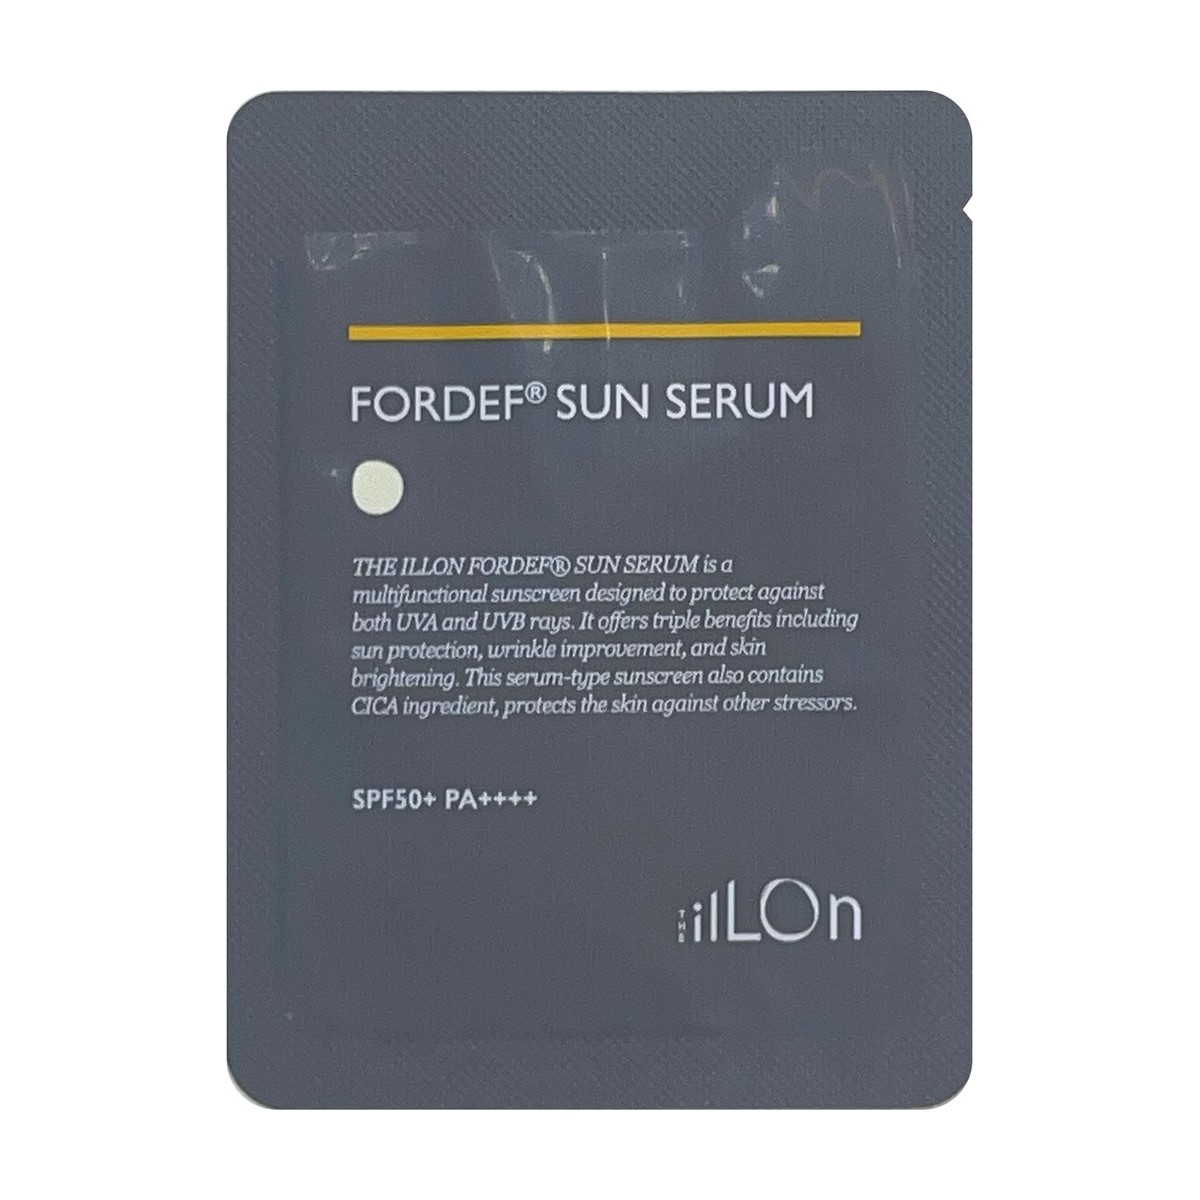 FORDEF® SUN SERUM
THE ILLON FORDEF® SUN SERUM is a
multifunctional sunscreen designed to protect against
both UVA and UVB rays. It offers triple benefits including
sun protection, wrinkle improvement, and skin
brightening. This serum-type sunscreen also contains
CICA ingredient, protects the skin against other stressors.
SPF50+ PA++++
THE ilLOn